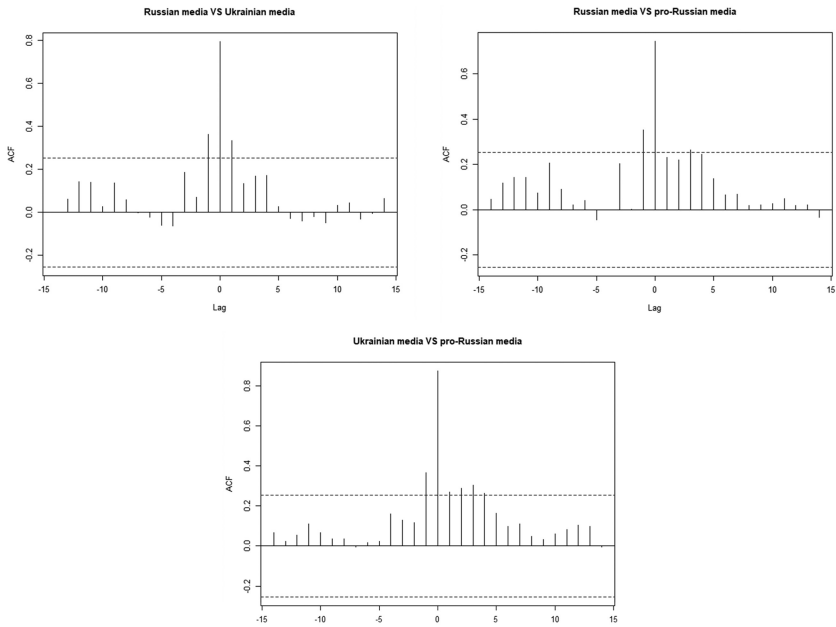 Russian media VS Ukrainian media
ACF
0.8
0.6
0.4
0.2
0.0
-0.2
-15 -10 -5 0 5 10 15
Lag
Russian media VS pro-Russian media
ACF
0.6
0.4
0.2
0.0
-0.2
-15 -10 -5 0 5 10 15
Lag
Ukrainian media VS pro-Russian media
ACF
0.8
0.6
0.4
0.2
0.0
-0.2
-15 -10 -5 0 5 10 15